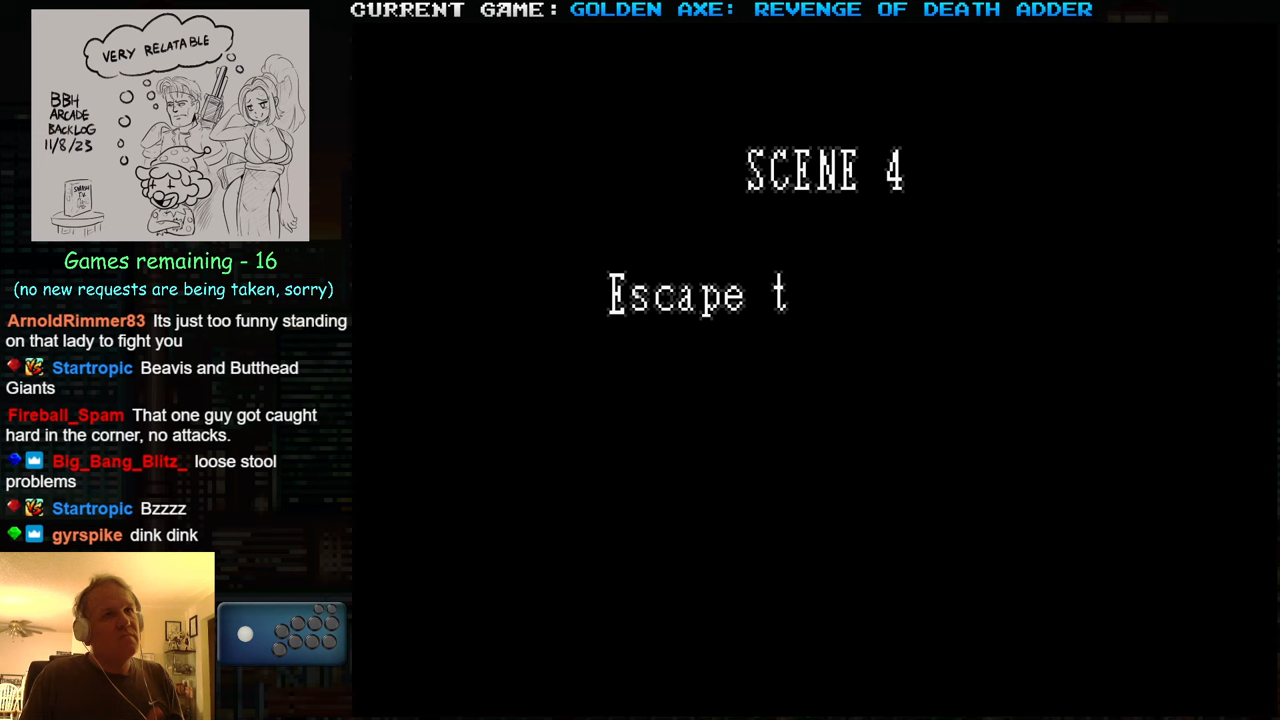 CURRENT GAME: GOLDEN AXE: REVENGE OF DEATH ADDER
VERY RELATABLE
BBH
ARCADE
BACKLOG
11/8/23
Games remaining - 16
(no new requests are being taken, sorry)
ArnoldRimmer83 Its just too funny standing
on that lady to fight you
Startropic Beavis and Butthead
Giants
Fireball_Spam That one guy got caught
hard in the corner, no attacks.
Big_Bang_Blitz_ loose stool
problems
Startropic Bzzzz
gyrspike dink dink
SCENE 4
Escape t